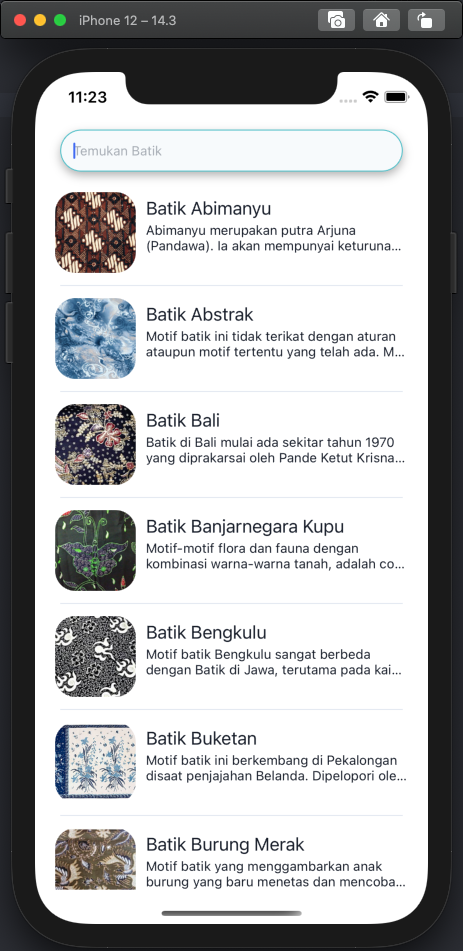 iPhone 12 – 14.3
11:23
Temukan Batik
Batik Abimanyu
Abimanyu merupakan putra Arjuna
(Pandawa). Ia akan mempunyai keturuna...
Batik Abstrak
Motif batik ini tidak terikat dengan aturan
ataupun motif tertentu yang telah ada. M...
Batik Bali
Batik di Bali mulai ada sekitar tahun 1970
yang diprakarsai oleh Pande Ketut Krisna...
Batik Banjarnegara Kupu
Motif-motif flora dan fauna dengan
kombinasi warna-warna tanah, adalah co...
Batik Bengkulu
Motif batik Bengkulu sangat berbeda
dengan Batik di Jawa, terutama pada kai...
Batik Buketan
Motif batik ini berkembang di Pekalongan
disaat penjajahan Belanda. Dipelopori ole...
Batik Burung Merak
Motif batik yang menggambarkan anak
burung yang baru menetas dan mencoba...